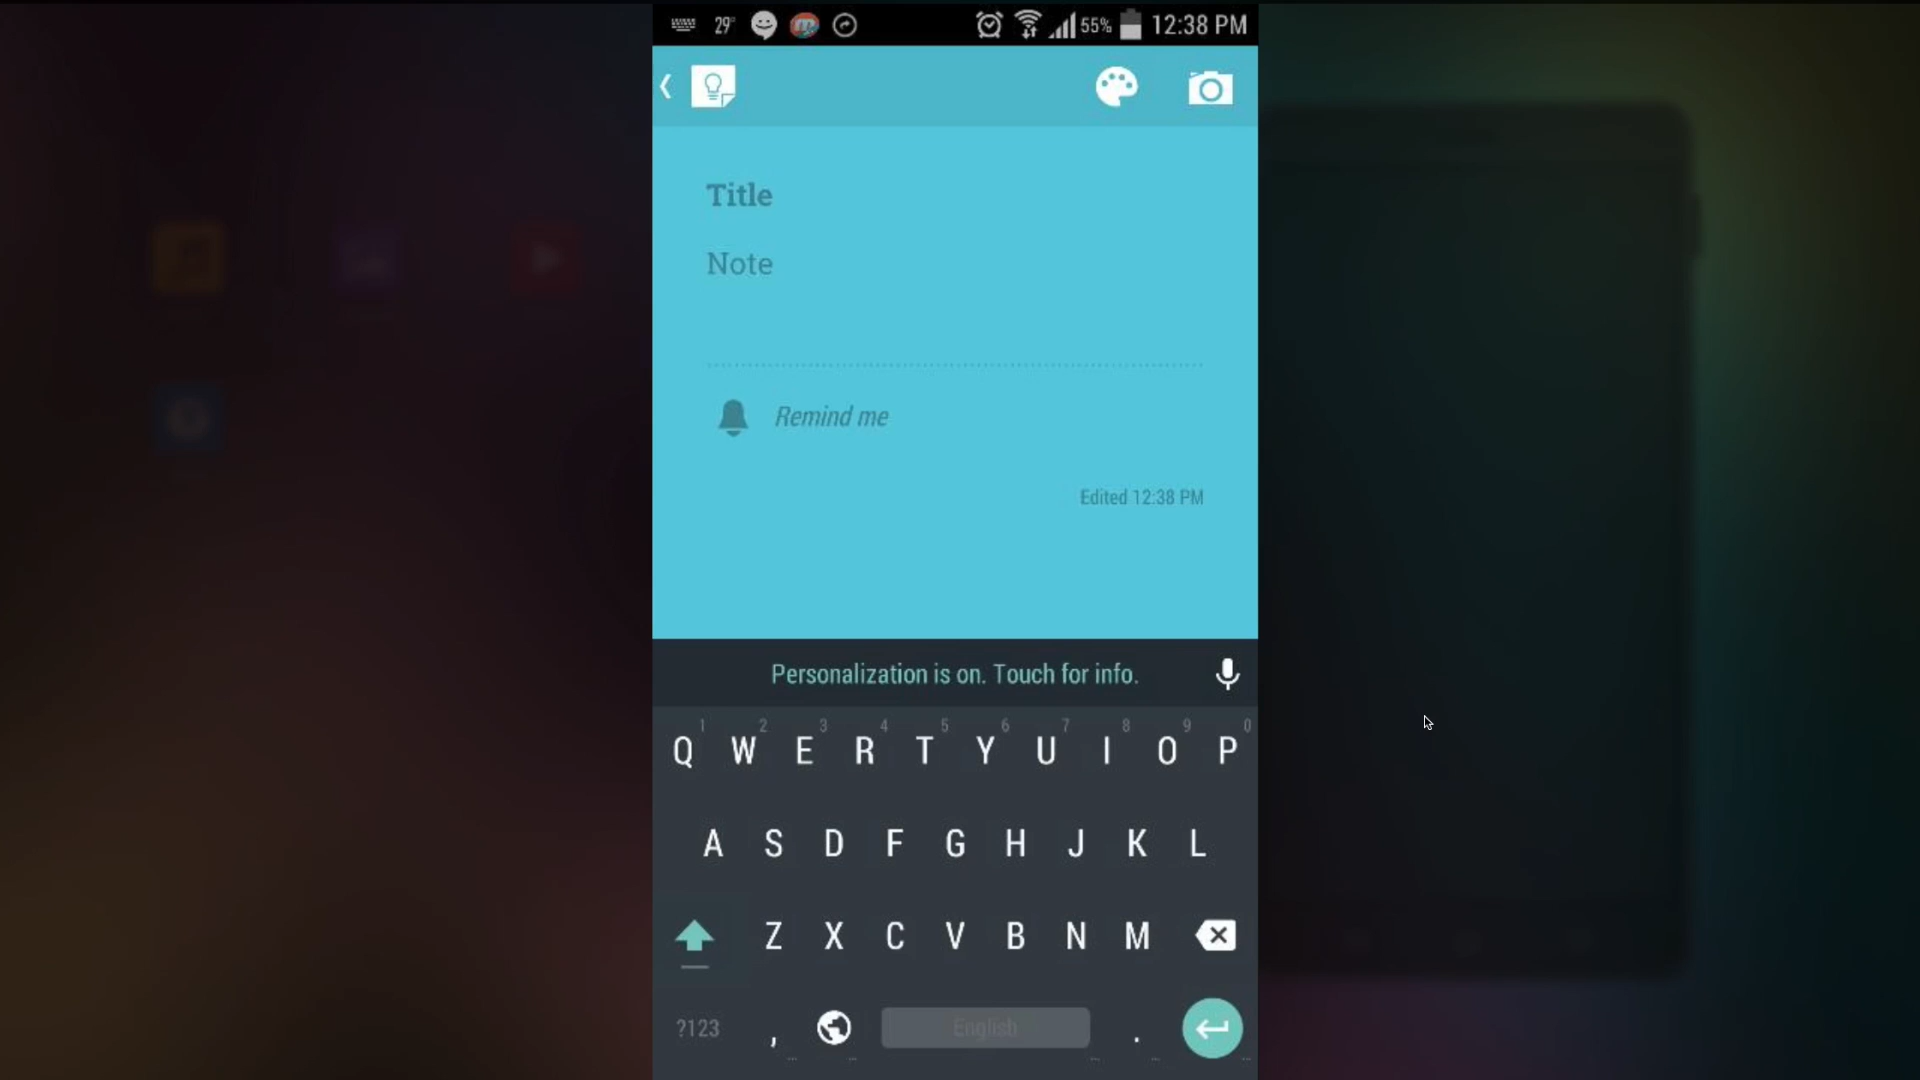 29° 55% 12:38 PM
Title
Note
Remind me
Edited 12:38 PM
Personalization is on. Touch for info.
1 2 3 4 5 6 7 8 9 0
Q W E R T Y U I O P
A S D F G H J K L
Z X C V B N M
?123 , English .